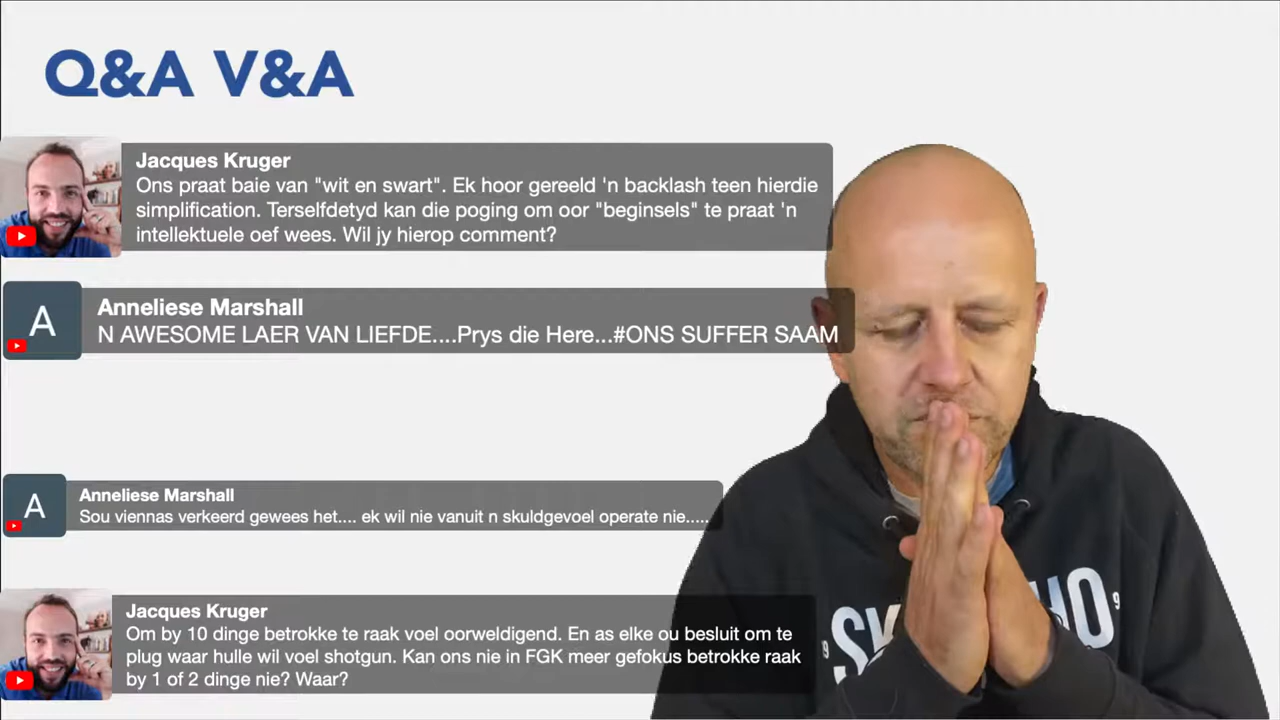 Q&A V&A
Jacques Kruger
Ons praat baie van "wit en swart". Ek hoor gereeld 'n backlash teen hierdie
simplification. Terselfdetyd kan die poging om oor "beginsels" te praat 'n
intellektuele oef wees. Wil jy hierop comment?
A
Anneliese Marshall
N AWESOME LAER VAN LIEFDE....Prys die Here...#ONS SUFFER SAAM
A
Anneliese Marshall
Sou viennas verkeerd gewees het.... ek wil nie vanuit n skuldgevoel operate nie.....
Jacques Kruger
Om by 10 dinge betrokke te raak voel oorweldigend. En as elke ou besluit om te
plug waar hulle wil voel shotgun. Kan ons nie in FGK meer gefokus betrokke raak
by 1 of 2 dinge nie? Waar?